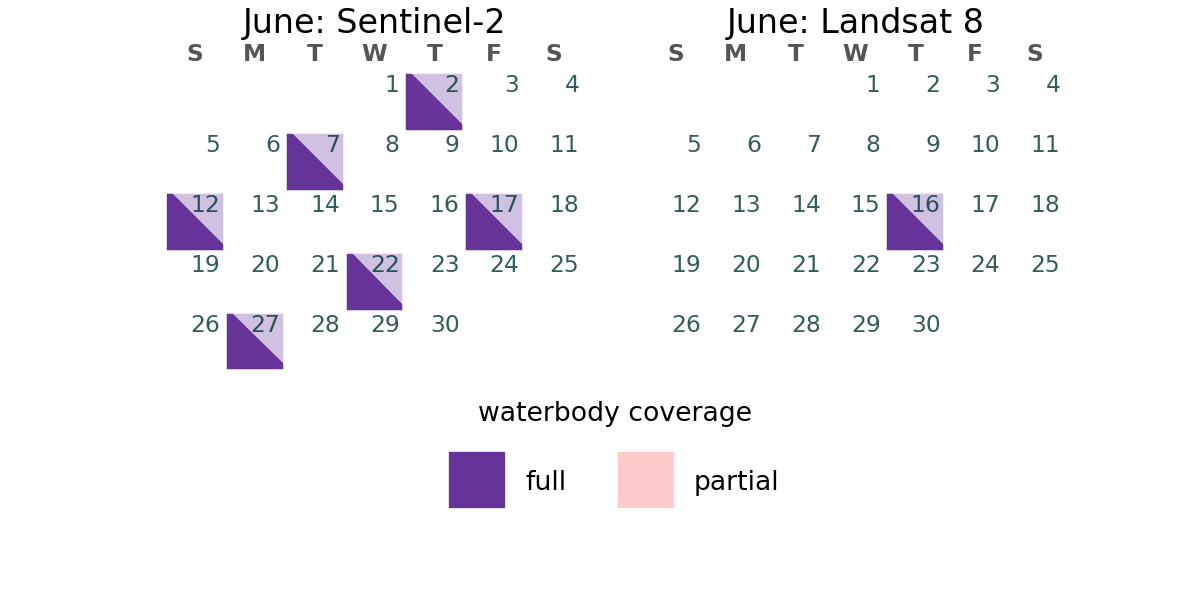 June: Sentinel-2
S M T W T F S
1 2 3 4
5 6 7 8 9 10 11
12 13 14 15 16 17 18
19 20 21 22 23 24 25
26 27 28 29 30
June: Landsat 8
S M T W T F S
1 2 3 4
5 6 7 8 9 10 11
12 13 14 15 16 17 18
19 20 21 22 23 24 25
26 27 28 29 30
waterbody coverage
full partial